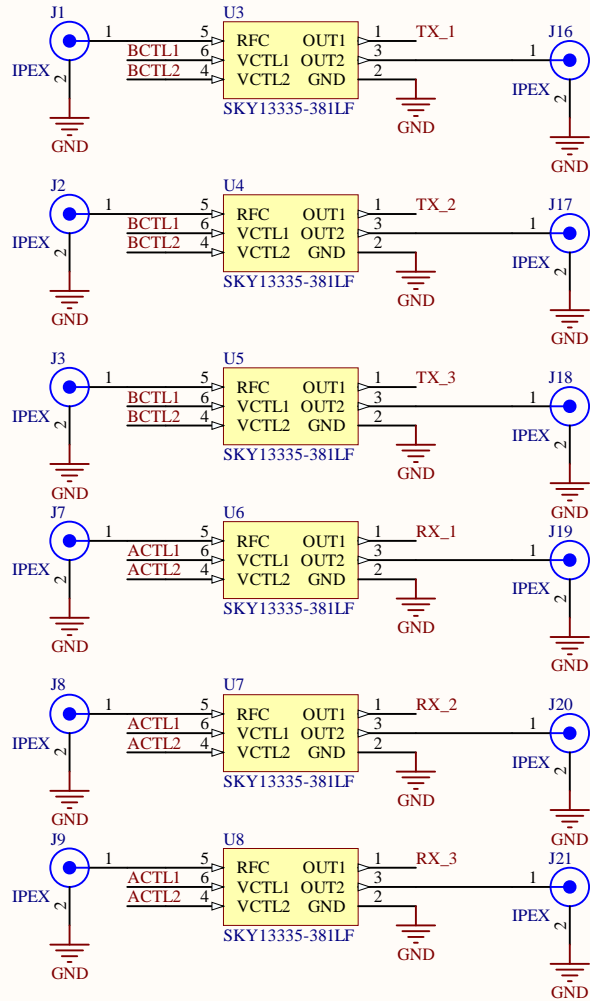 J1 U3 J16
1 5 RFC OUT1 1 TX_1
BCTL1 6 VCTL1 OUT2 3 1
IPEX BCTL2 4 VCTL2 GND 2 IPEX
2 SKY13335-381LF GND 2
GND GND
J2 U4 J17
1 5 RFC OUT1 1 TX_2
BCTL1 6 VCTL1 OUT2 3 1
IPEX BCTL2 4 VCTL2 GND 2 IPEX
2 SKY13335-381LF GND 2
GND GND
J3 U5 J18
1 5 RFC OUT1 1 TX_3
BCTL1 6 VCTL1 OUT2 3 1
IPEX BCTL2 4 VCTL2 GND 2 IPEX
2 SKY13335-381LF GND 2
GND GND
J7 U6 J19
1 5 RFC OUT1 1 RX_1
ACTL1 6 VCTL1 OUT2 3 1
IPEX ACTL2 4 VCTL2 GND 2 IPEX
2 SKY13335-381LF GND 2
GND GND
J8 U7 J20
1 5 RFC OUT1 1 RX_2
ACTL1 6 VCTL1 OUT2 3 1
IPEX ACTL2 4 VCTL2 GND 2 IPEX
2 SKY13335-381LF GND 2
GND GND
J9 U8 J21
1 5 RFC OUT1 1 RX_3
ACTL1 6 VCTL1 OUT2 3 1
IPEX ACTL2 4 VCTL2 GND 2 IPEX
2 SKY13335-381LF GND 2
GND GND